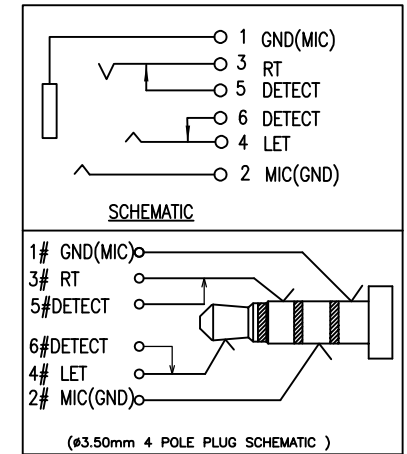 1 GND(MIC)
3 RT
5 DETECT
6 DETECT
4 LET
2 MIC(GND)
SCHEMATIC
1# GND(MIC)
3# RT
5#DETECT
6#DETECT
4# LET
2# MIC(GND)
(ø3.50mm 4 POLE PLUG SCHEMATIC )